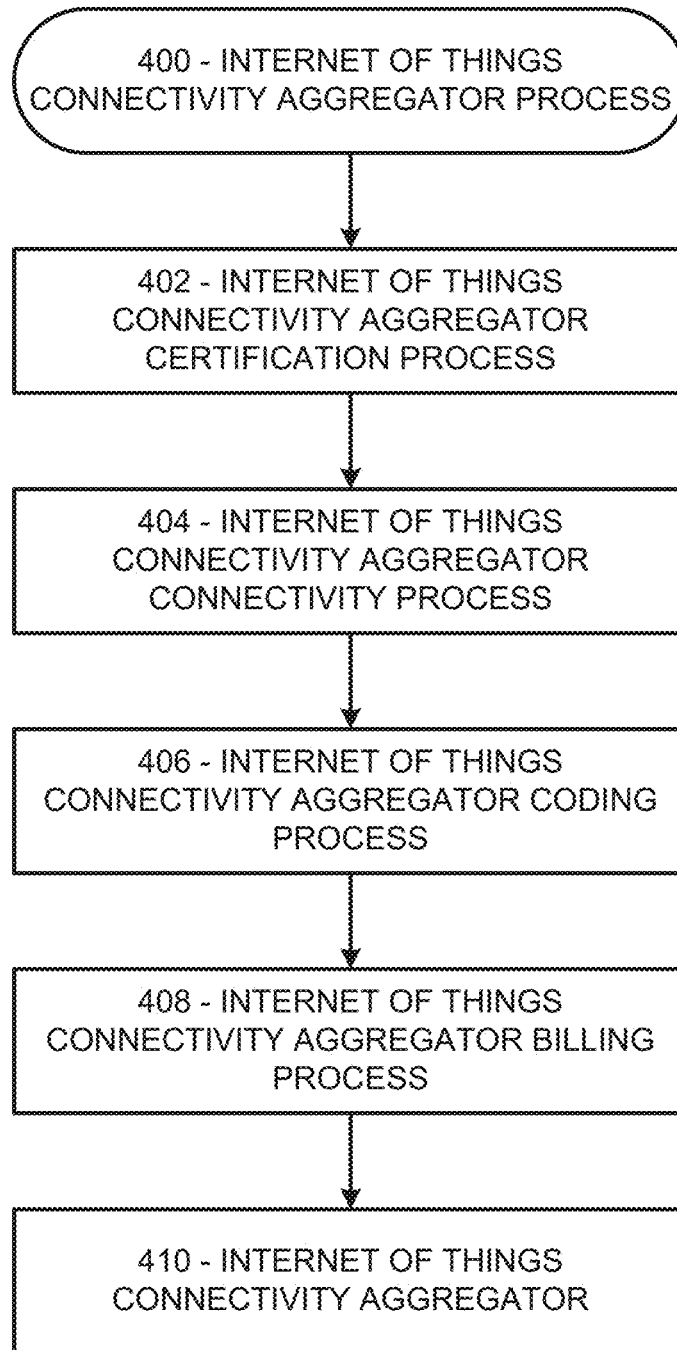 400 - INTERNET OF THINGS
CONNECTIVITY AGGREGATOR PROCESS
402 - INTERNET OF THINGS
CONNECTIVITY AGGREGATOR
CERTIFICATION PROCESS
404 - INTERNET OF THINGS
CONNECTIVITY AGGREGATOR
CONNECTIVITY PROCESS
406 - INTERNET OF THINGS
CONNECTIVITY AGGREGATOR CODING
PROCESS
408 - INTERNET OF THINGS
CONNECTIVITY AGGREGATOR BILLING
PROCESS
410 - INTERNET OF THINGS
CONNECTIVITY AGGREGATOR